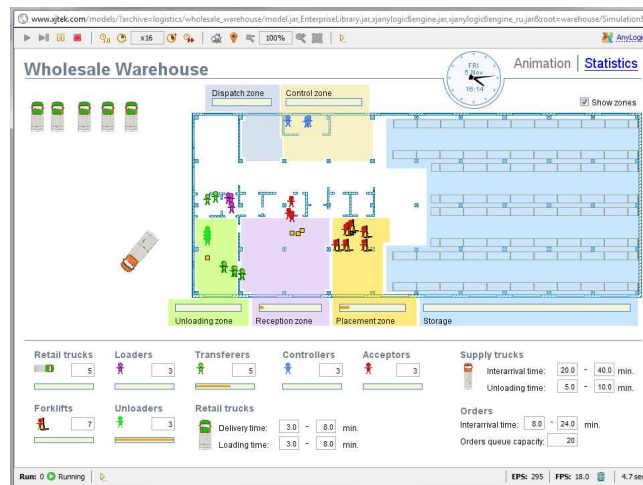 www.xjtek.com/models/?archive=logistics/wholesale_warehouse/model.jar,EnterpriseLibrary.jar,xjanylogic6engine.jar,xjanylogic6engine_ru.jar&root=warehouse/Simulation$
x16
100%
AnyLogic
Wholesale Warehouse
FRI
5 Nov
16:14
Animation | Statistics
Show zones
Dispatch zone
Control zone
Unloading zone
Reception zone
Placement zone
Storage
Retail trucks
5
Loaders
3
Transferers
5
Controllers
3
Acceptors
3
Supply trucks
Interarrival time: 20.0 - 40.0 min.
Unloading time: 5.0 - 10.0 min.
Forklifts
7
Unloaders
3
Retail trucks
Delivery time: 3.0 - 8.0 min.
Loading time: 3.0 - 8.0 min.
Orders
Interarrival time: 8.0 - 24.0 min.
Orders queue capacity: 20
Run: 0 Running
EPS: 295
FPS: 18.0
4.7 sec